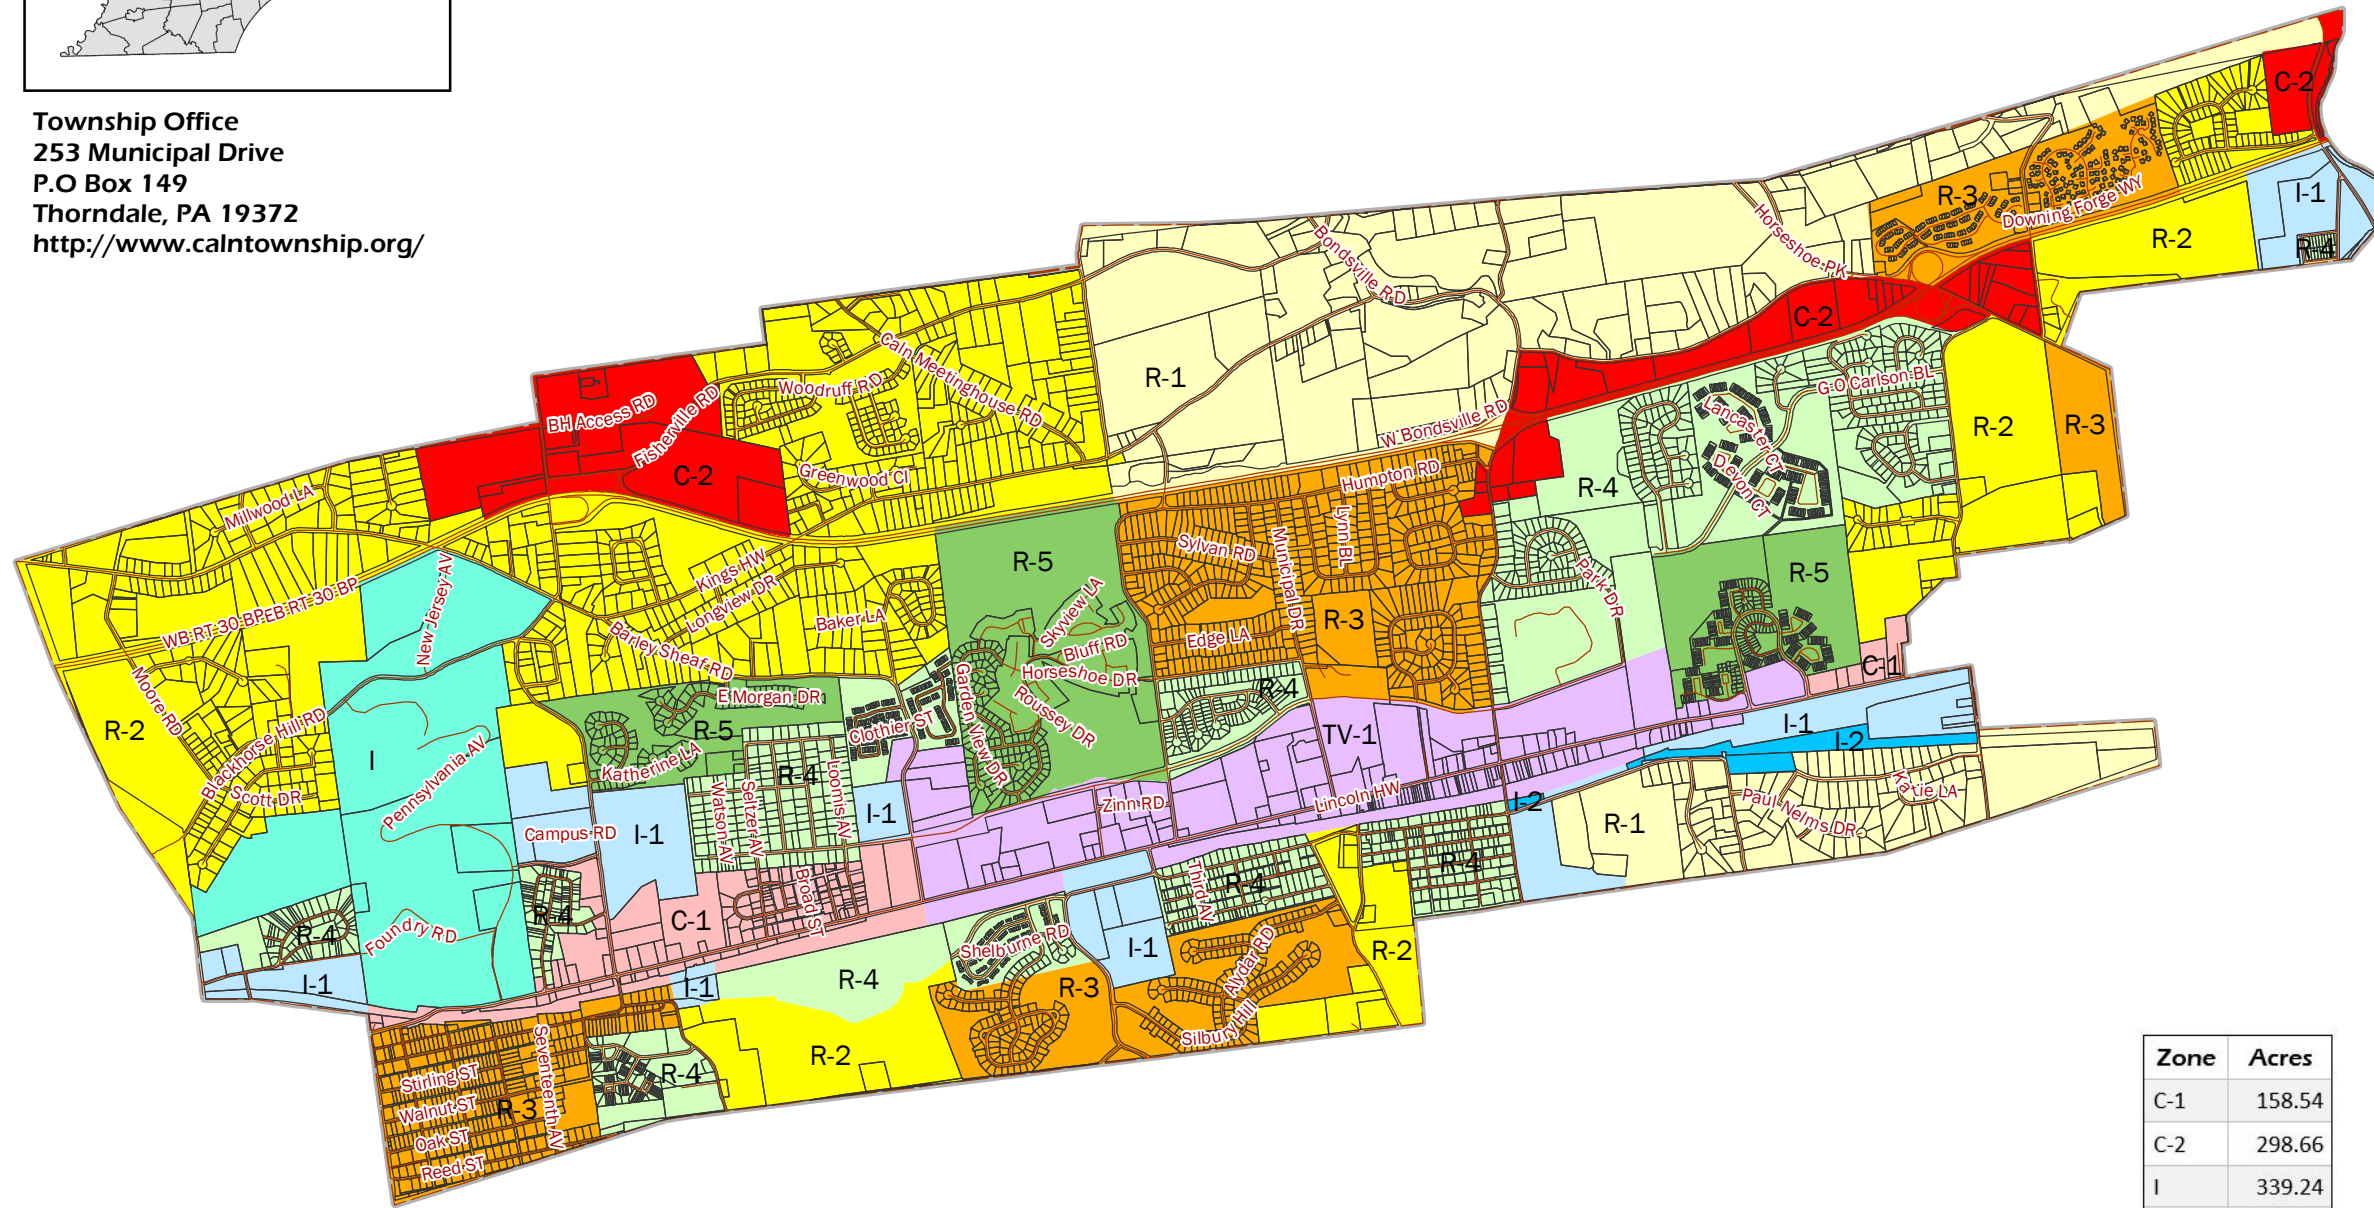 Township Office
253 Municipal Drive
P.O Box 149
Thorndale, PA 19372
http://www.calntownship.org/
C-2
I-1
R-4
R-3
Downing Forge WY
R-2
Horseshoe PK
C-2
Bondsville RD
R-1
W Bondsville RD
G O Carlson BL
Lancaster CT
Devon CT
R-4
R-2
R-3
Caln Meetinghouse RD
Woodruff RD
BH Access RD
Fisherville RD
C-2
Greenwood CI
Millwood LA
Humpton RD
Lynn BL
Municipal DR
Sylvan RD
R-5
Kings HW
Longview DR
Baker LA
Barley Sheaf RD
New Jersey AV
WB RT 30 BP
EB RT 30 BP
Skyview LA
Bluff RD
Horseshoe DR
Roussey DR
Garden View DR
Edge LA
R-3
Park DR
R-5
C-1
R-4
E Morgan DR
R-5
Clothier ST
Katherine LA
Moore RD
R-2
Blackhorse Hill RD
Scott DR
I
Pennsylvania AV
R-4
Watson AV
Seltzer AV
Loomis AV
I-1
TV-1
Lincoln HW
Zinn RD
I-1
I-2
I-2
R-1
Paul Nelms DR
Katie LA
Campus RD
I-1
R-4
Broad ST
C-1
R-4
Third AV
R-4
R-4
Foundry RD
I-1
I-1
R-4
Shelburne RD
I-1
R-3
Alydar RD
Silbury Hill
R-2
R-2
R-4
Seventeenth AV
Stirling ST
Walnut ST
R-3
Oak ST
Reed ST
Zone Acres
C-1 158.54
C-2 298.66
I 339.24